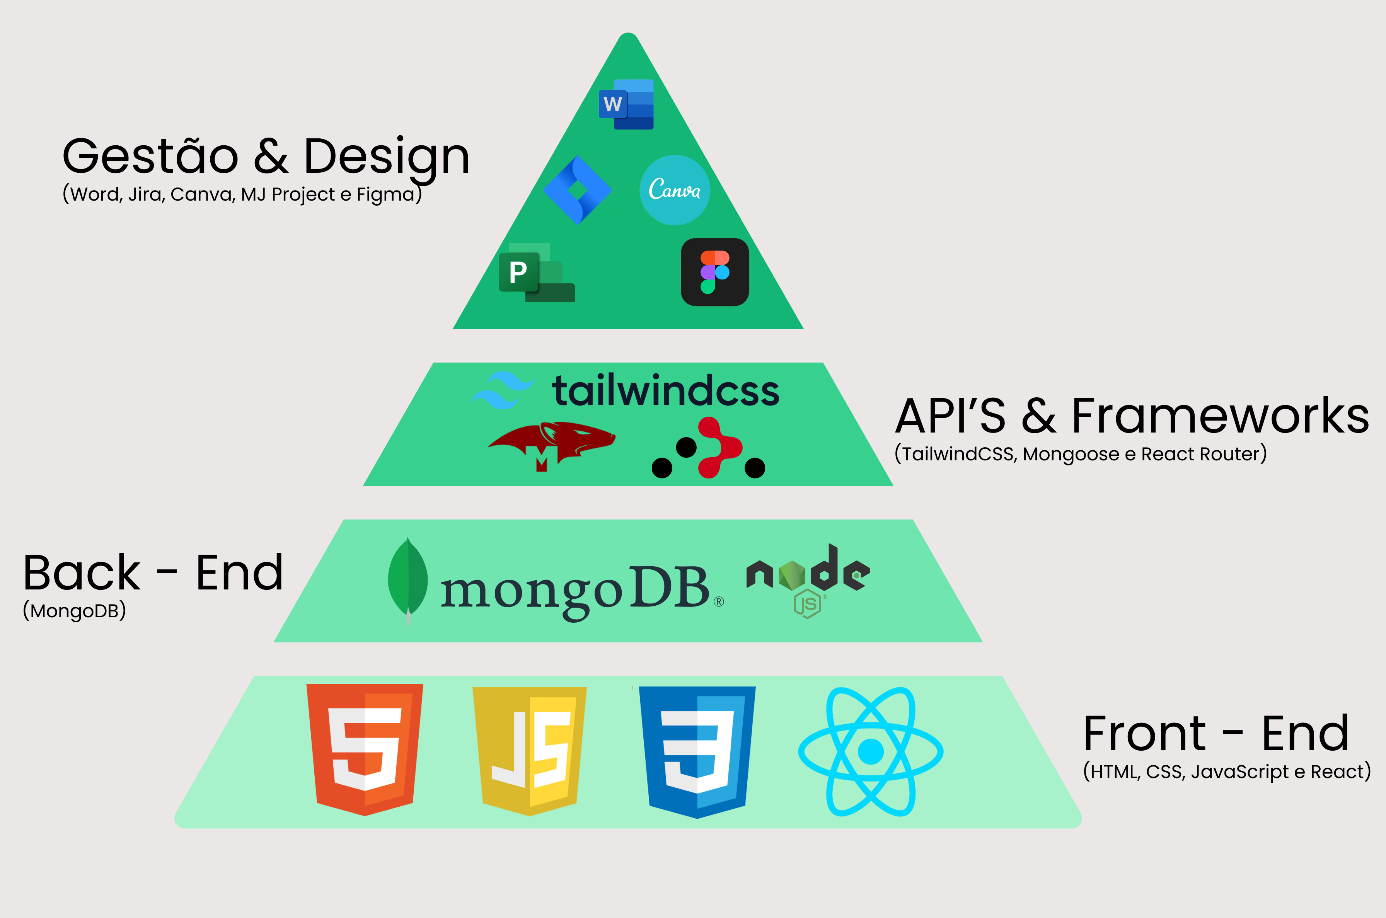 W
Gestão & Design
(Word, Jira, Canva, MJ Project e Figma)
Canva
P
tailwindcss
M
API’S & Frameworks
(TailwindCSS, Mongoose e React Router)
Back - End
(MongoDB)
mongoDB®
node
JS®
5
JS
3
Front - End
(HTML, CSS, JavaScript e React)